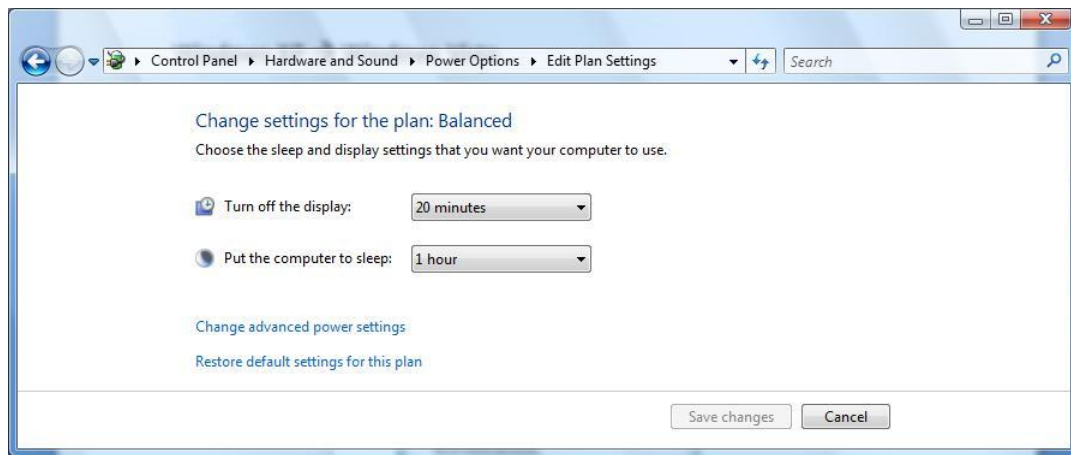 Control Panel ▸ Hardware and Sound ▸ Power Options ▸ Edit Plan Settings
Search
Change settings for the plan: Balanced
Choose the sleep and display settings that you want your computer to use.
Turn off the display: 20 minutes
Put the computer to sleep: 1 hour
Change advanced power settings
Restore default settings for this plan
Save changes Cancel